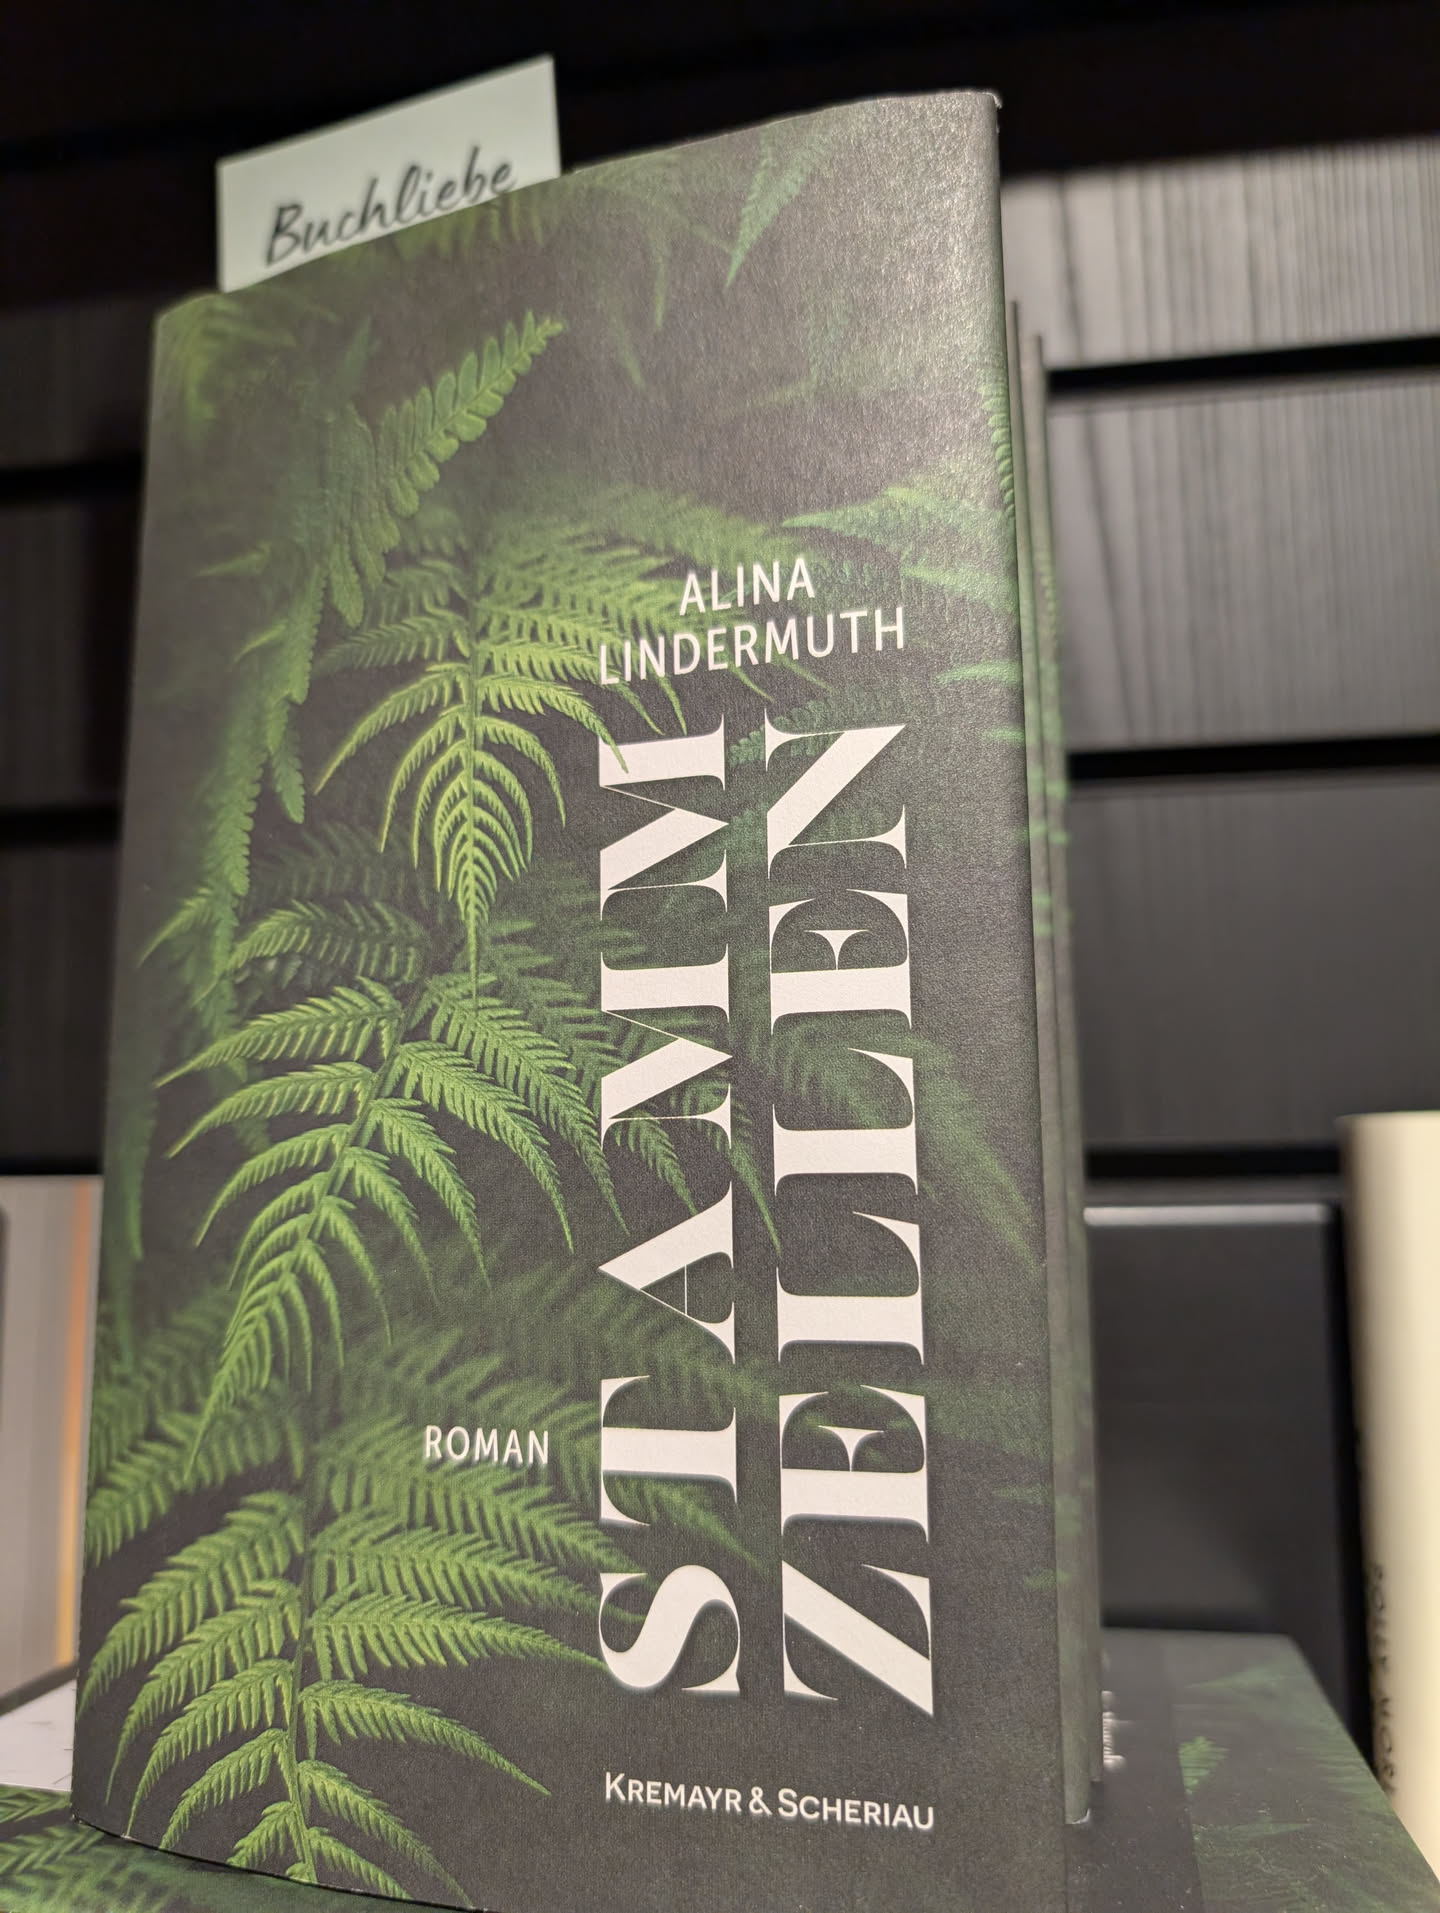 Buchliebe
ALINA
LINDERMUTH
STAMM
ZELLEN
ROMAN
KREMAYR & SCHERIAU